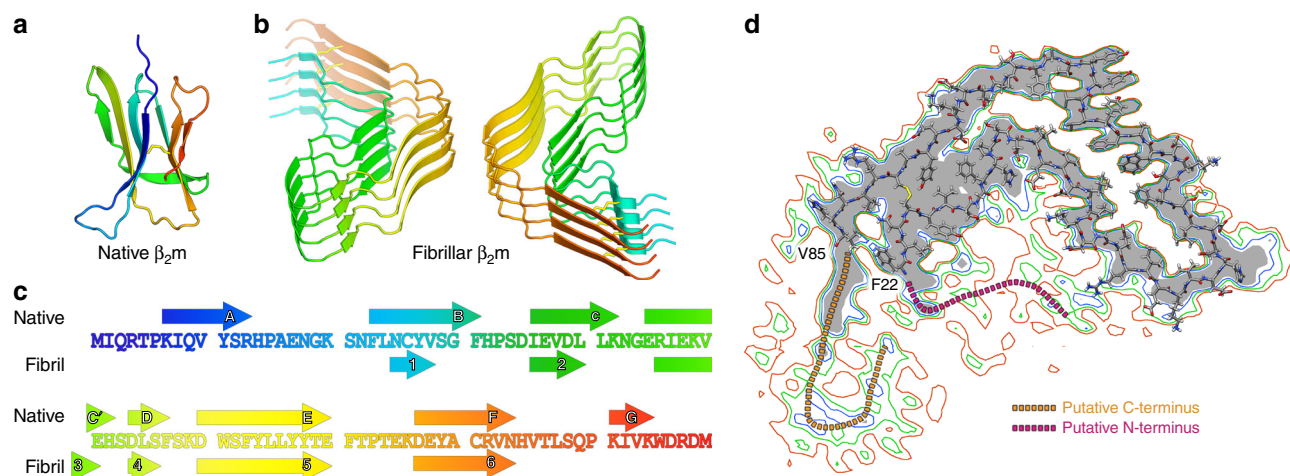 a
b
d
Native β₂m
Fibrillar β₂m
V85
F22
c
Native
A B C
MIQRTPKIQV YSRHPAENGK SNFLNCYVSG FHPSDIEVDL LKNGERIEKV
Fibril
1 2
Native
C' D E F G
EHSDLSFSKD WSFYLLYYTE FTPTEKDEYA CRVNHVTLSQP KIVKWDRDM
Fibril
3 4 5 6
Putative C-terminus
Putative N-terminus